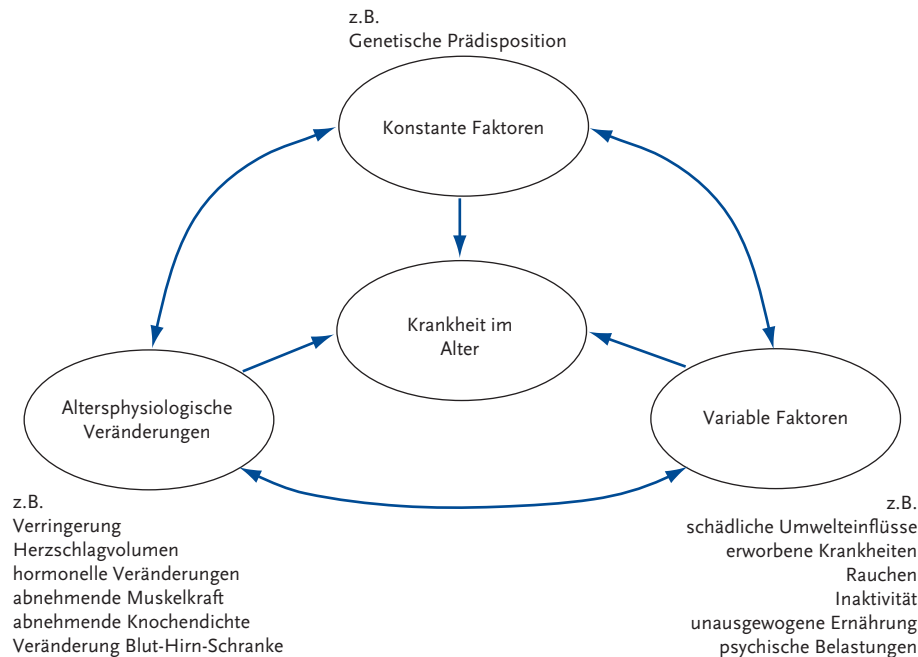 z.B.
Genetische Prädisposition
Konstante Faktoren
Krankheit im
Alter
Altersphysiologische
Veränderungen
Variable Faktoren
z.B.
Verringerung
Herzschlagvolumen
hormonelle Veränderungen
abnehmende Muskelkraft
abnehmende Knochendichte
Veränderung Blut-Hirn-Schranke
z.B.
schädliche Umwelteinflüsse
erworbene Krankheiten
Rauchen
Inaktivität
unausgewogene Ernährung
psychische Belastungen